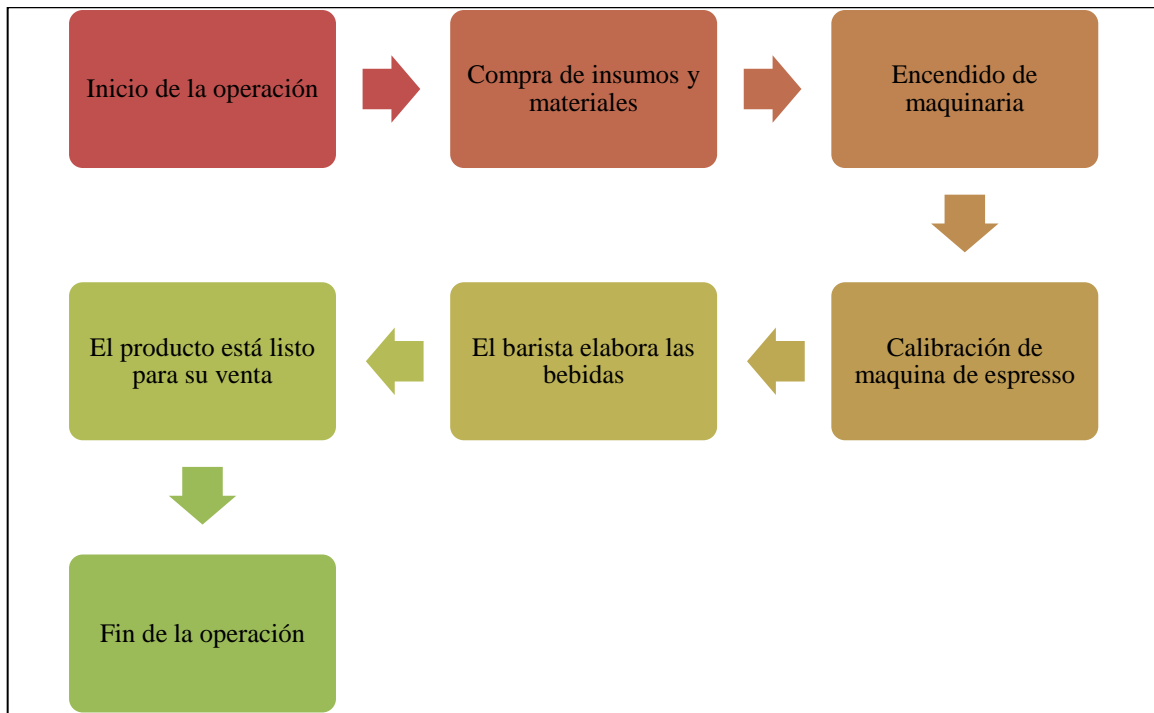 Inicio de la operación
Compra de insumos y
materiales
Encendido de
maquinaria
Calibración de
maquina de espresso
El barista elabora las
bebidas
El producto está listo
para su venta
Fin de la operación